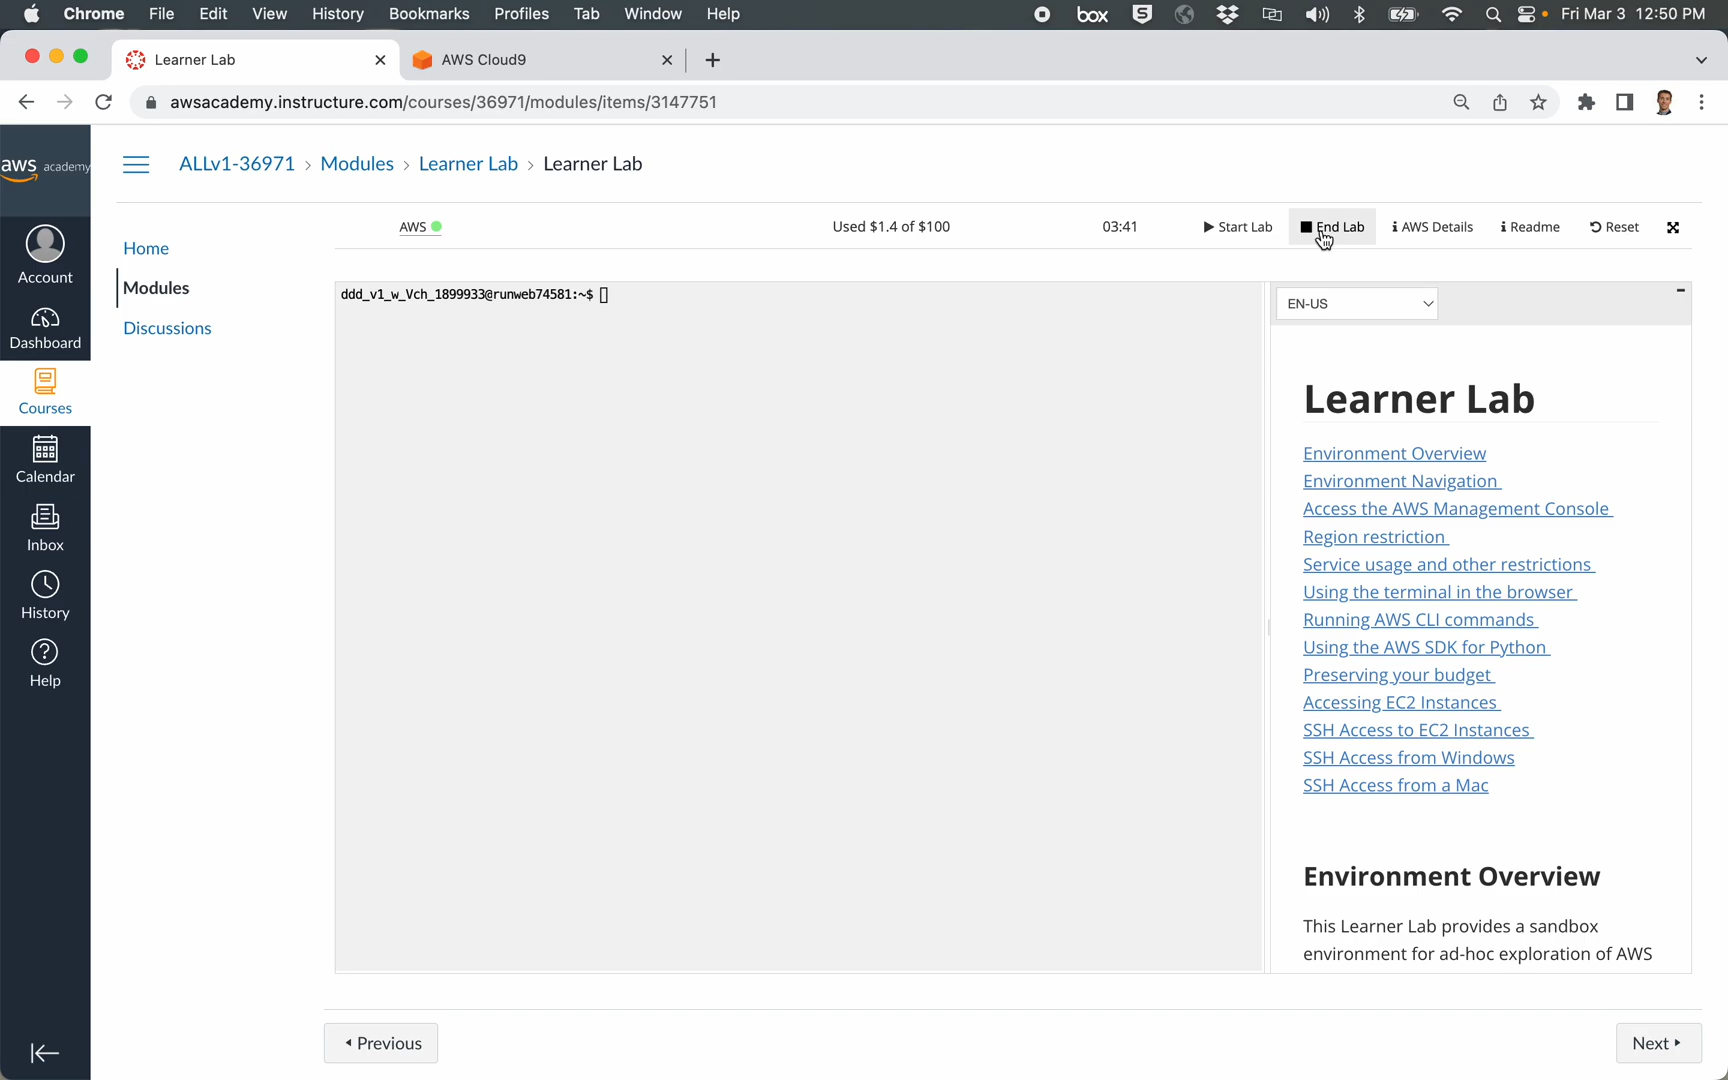 Chrome File Edit View History Bookmarks Profiles Tab Window Help box S Fri Mar 3 12:50 PM
Learner Lab AWS Cloud9
awsacademy.instructure.com/courses/36971/modules/items/3147751
aws academy
ALLv1-36971 › Modules › Learner Lab › Learner Lab
AWS Used $1.4 of $100 03:41 Start Lab End Lab AWS Details Readme Reset
Account
Dashboard
Courses
Calendar
Inbox
History
Help
Home
Modules
Discussions
ddd_v1_w_Vch_1899933@runweb74581:~$
EN-US
Learner Lab
Environment Overview
Environment Navigation
Access the AWS Management Console
Region restriction
Service usage and other restrictions
Using the terminal in the browser
Running AWS CLI commands
Using the AWS SDK for Python
Preserving your budget
Accessing EC2 Instances
SSH Access to EC2 Instances
SSH Access from Windows
SSH Access from a Mac
Environment Overview
This Learner Lab provides a sandbox
environment for ad-hoc exploration of AWS
Previous
Next